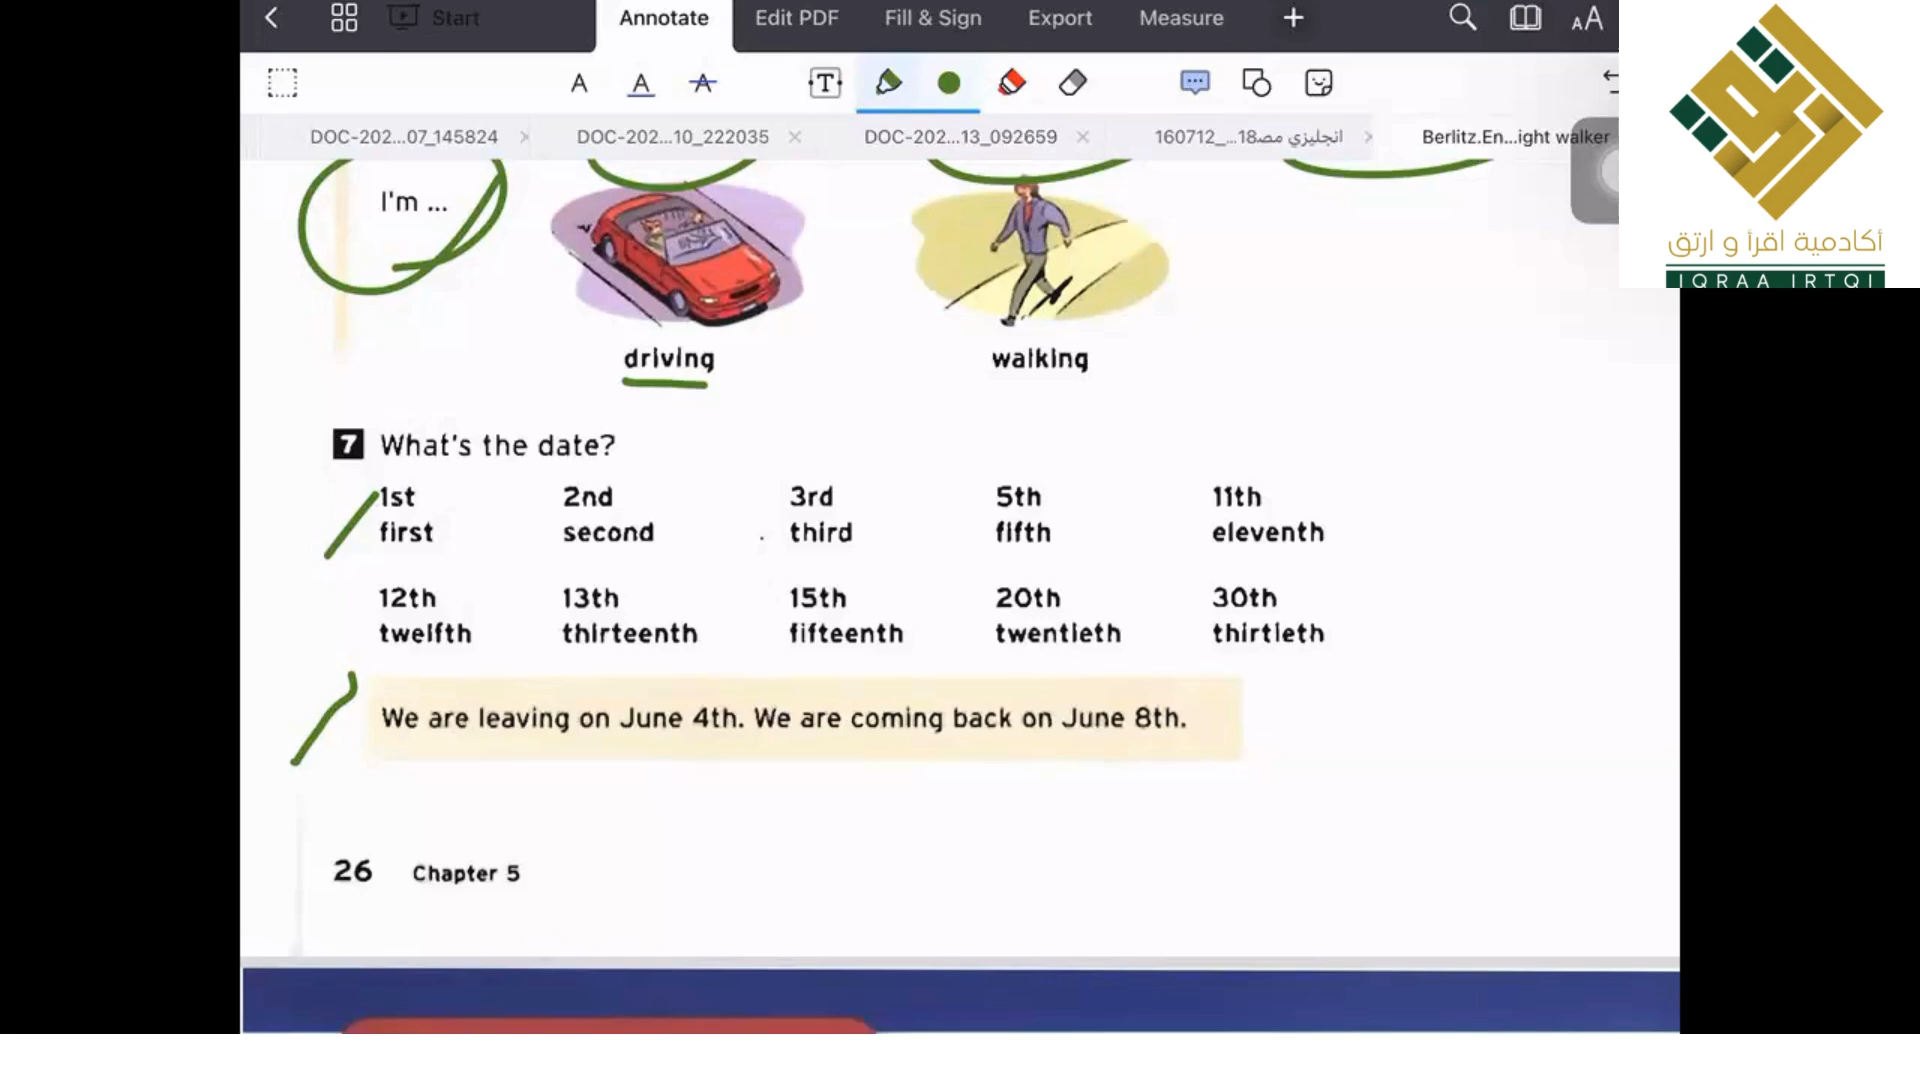 Start Annotate Edit PDF Fill & Sign Export Measure
DOC-202...07_145824 DOC-202...10_222035 DOC-202...13_092659 انجليزي مصـ18..._160712 Berlitz.En...ight walker
أكاديمية اقرأ و ارتق
IQRAA IRTQI
I'm ...
driving walking
7 What's the date?
1st 2nd 3rd 5th 11th
first second third fifth eleventh
12th 13th 15th 20th 30th
twelfth thirteenth fifteenth twentieth thirtieth
We are leaving on June 4th. We are coming back on June 8th.
26 Chapter 5